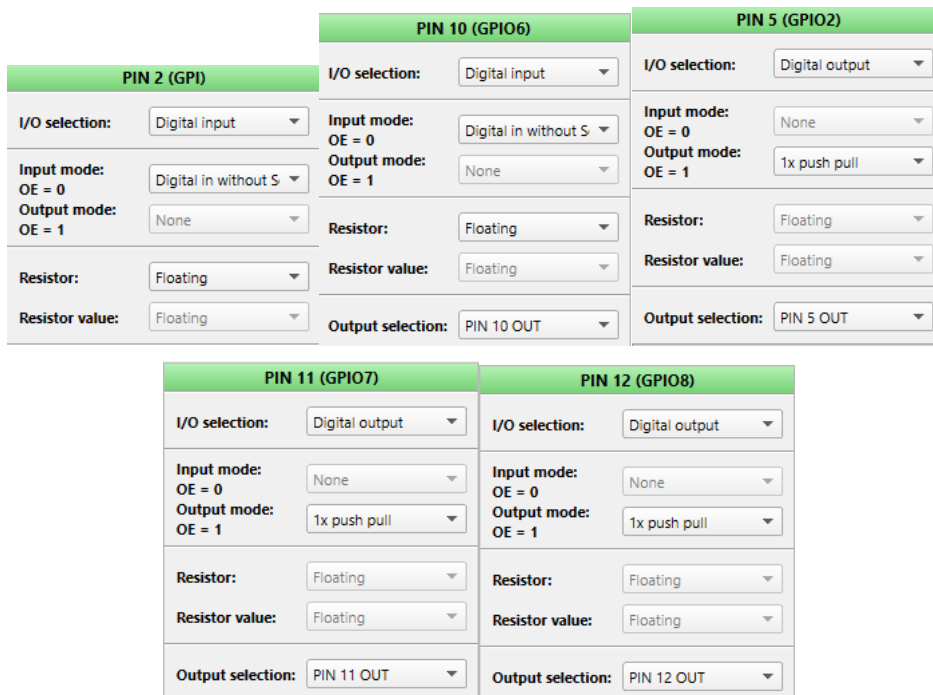 PIN 2 (GPI)
I/O selection: Digital input
Input mode:
OE = 0
Digital in without S
Output mode:
OE = 1
None
Resistor: Floating
Resistor value: Floating
PIN 10 (GPIO6)
I/O selection: Digital input
Input mode:
OE = 0
Digital in without S
Output mode:
OE = 1
None
Resistor: Floating
Resistor value: Floating
Output selection: PIN 10 OUT
PIN 5 (GPIO2)
I/O selection: Digital output
Input mode:
OE = 0
None
Output mode:
OE = 1
1x push pull
Resistor: Floating
Resistor value: Floating
Output selection: PIN 5 OUT
PIN 11 (GPIO7)
I/O selection: Digital output
Input mode:
OE = 0
None
Output mode:
OE = 1
1x push pull
Resistor: Floating
Resistor value: Floating
Output selection: PIN 11 OUT
PIN 12 (GPIO8)
I/O selection: Digital output
Input mode:
OE = 0
None
Output mode:
OE = 1
1x push pull
Resistor: Floating
Resistor value: Floating
Output selection: PIN 12 OUT